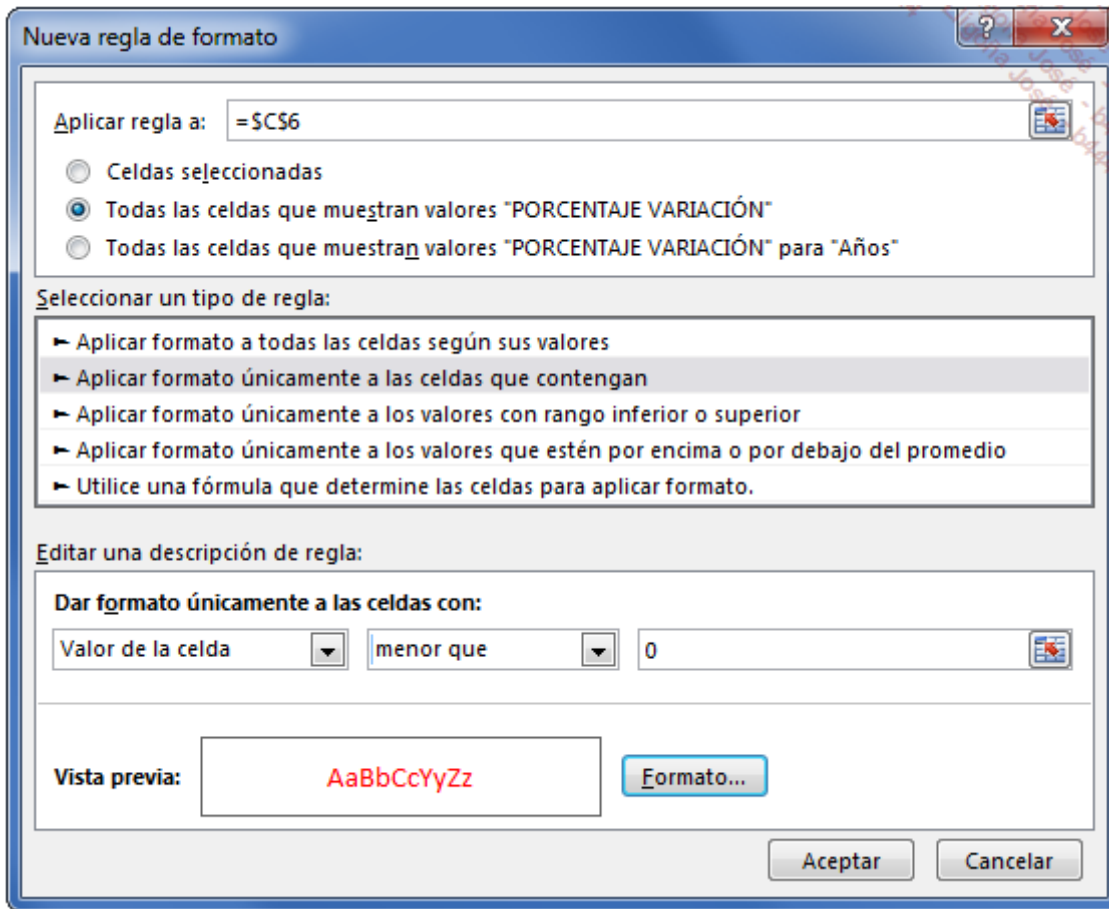 Nueva regla de formato
?
Aplicar regla a: =$C$6
Celdas seleccionadas
Todas las celdas que muestran valores "PORCENTAJE VARIACIÓN"
Todas las celdas que muestran valores "PORCENTAJE VARIACIÓN" para "Años"
Seleccionar un tipo de regla:
► Aplicar formato a todas las celdas según sus valores
► Aplicar formato únicamente a las celdas que contengan
► Aplicar formato únicamente a los valores con rango inferior o superior
► Aplicar formato únicamente a los valores que estén por encima o por debajo del promedio
► Utilice una fórmula que determine las celdas para aplicar formato.
Editar una descripción de regla:
Dar formato únicamente a las celdas con:
Valor de la celda menor que 0
Vista previa: AaBbCcYyZz Formato...
Aceptar Cancelar